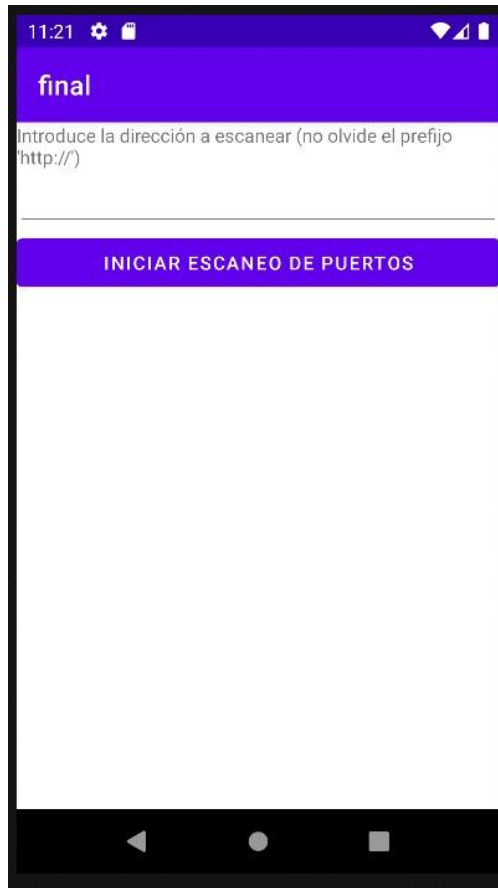 11:21
final
Introduce la dirección a escanear (no olvide el prefijo
'http://')
INICIAR ESCANEO DE PUERTOS